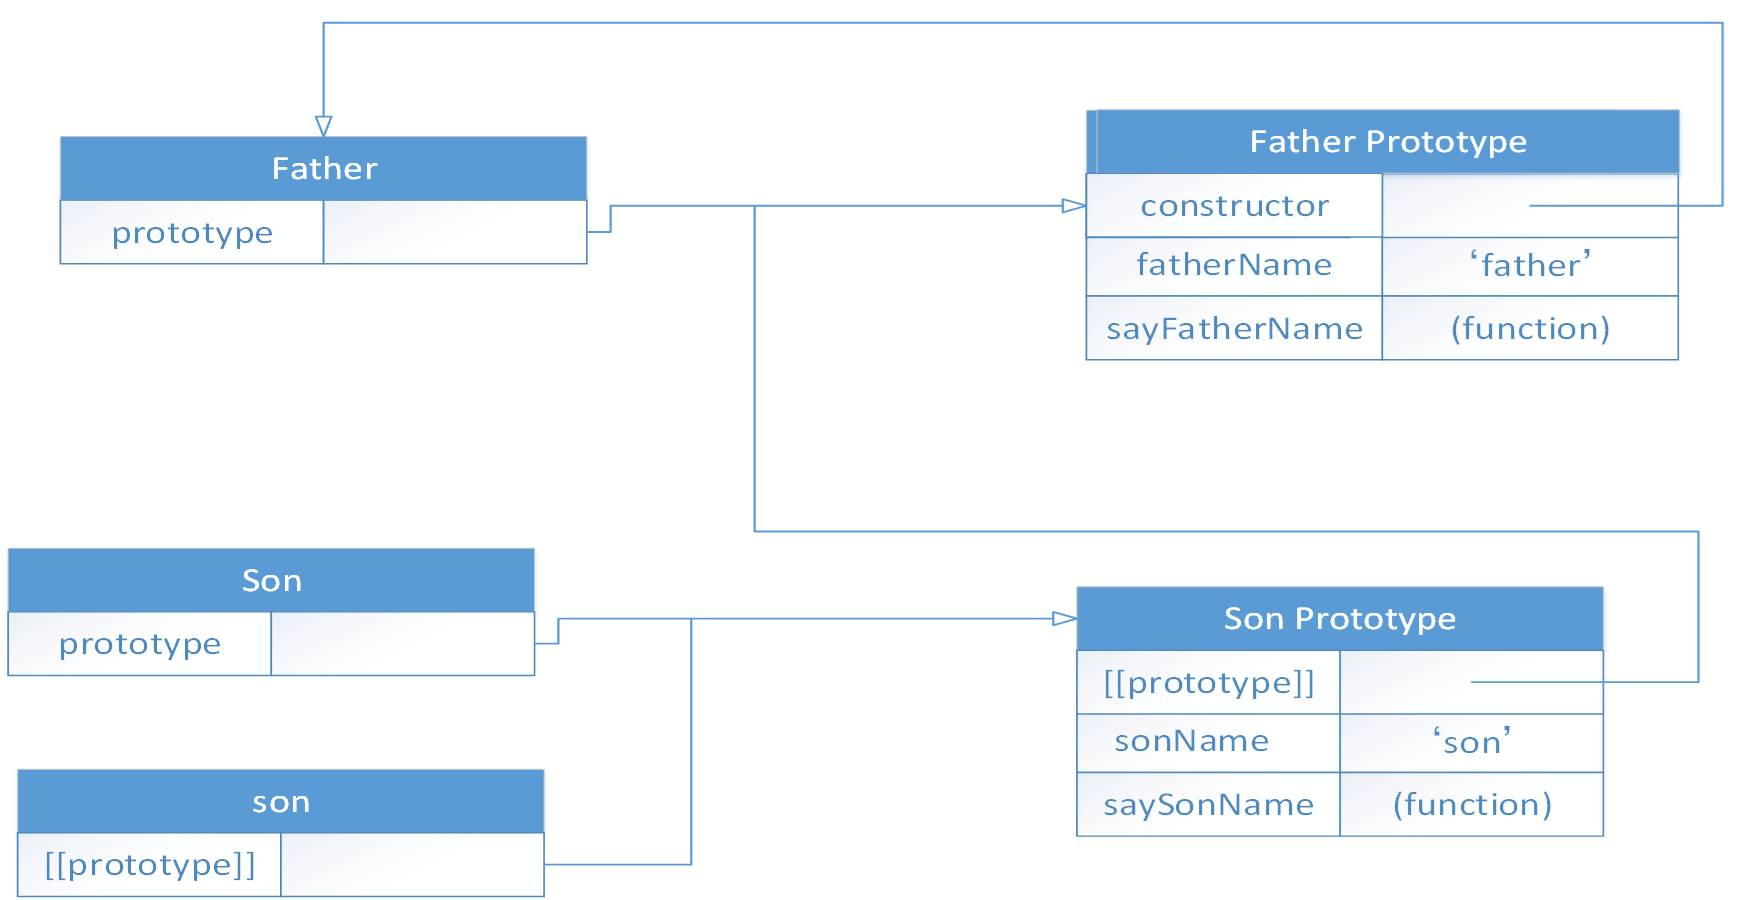 Father
prototype
Father Prototype
constructor
fatherName ‘father’
sayFatherName (function)
Son
prototype
Son Prototype
[[prototype]]
sonName ‘son’
saySonName (function)
son
[[prototype]]